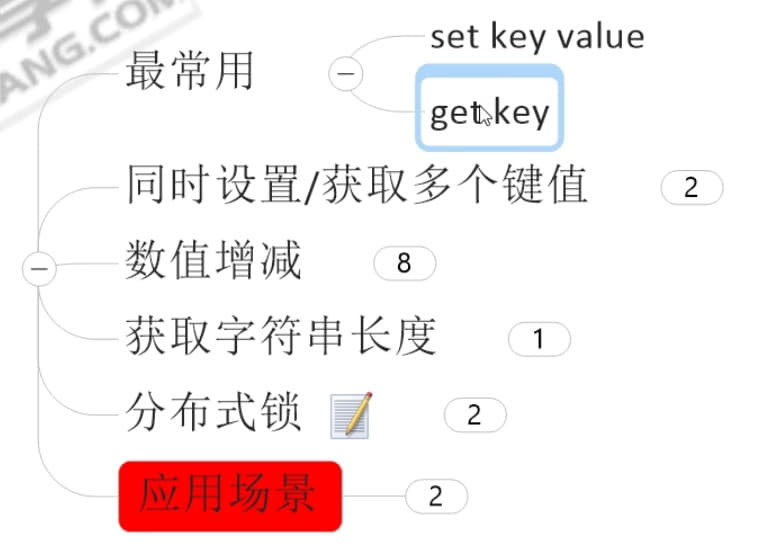 ANG.COM
最常用
set key value
get key
同时设置/获取多个键值 2
数值增减 8
获取字符串长度 1
分布式锁 2
应用场景 2